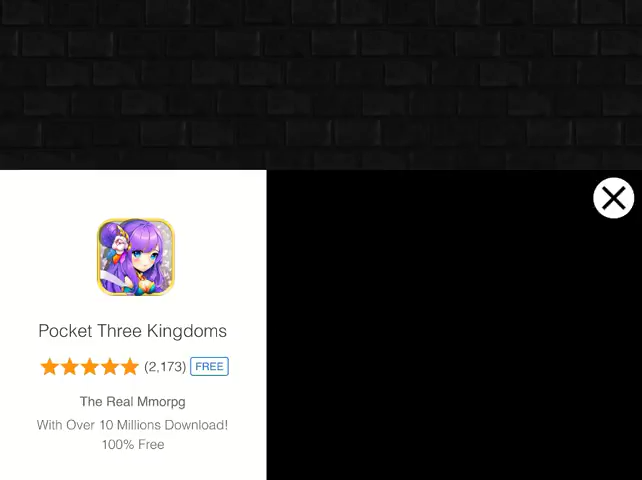 Pocket Three Kingdoms
(2,173) FREE
The Real Mmorpg
With Over 10 Millions Download!
100% Free